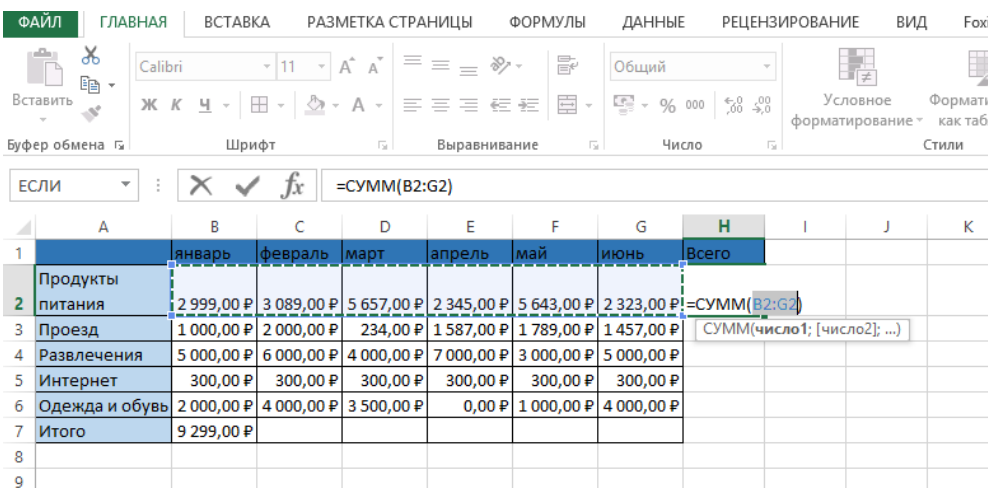 ФАЙЛ ГЛАВНАЯ ВСТАВКА РАЗМЕТКА СТРАНИЦЫ ФОРМУЛЫ ДАННЫЕ РЕЦЕНЗИРОВАНИЕ ВИД Foxi
Calibri 11 А А Общий
Вставить Условное Формати
Ж К Ч % 000 ,00 ,0 форматирование как таб
Буфер обмена Шрифт Выравнивание Число Стили
ЕСЛИ fx =СУММ(B2:G2)
A B C D E F G H I J K
1 январь февраль март апрель май июнь Всего
Продукты
2 питания 2 999,00 ₽ 3 089,00 ₽ 5 657,00 ₽ 2 345,00 ₽ 5 643,00 ₽ 2 323,00 ₽ =СУММ(B2:G2)
3 Проезд 1 000,00 ₽ 2 000,00 ₽ 234,00 ₽ 1 587,00 ₽ 1 789,00 ₽ 1 457,00 ₽ СУММ(число1; [число2]; ...)
4 Развлечения 5 000,00 ₽ 6 000,00 ₽ 4 000,00 ₽ 7 000,00 ₽ 3 000,00 ₽ 5 000,00 ₽
5 Интернет 300,00 ₽ 300,00 ₽ 300,00 ₽ 300,00 ₽ 300,00 ₽ 300,00 ₽
6 Одежда и обувь 2 000,00 ₽ 4 000,00 ₽ 3 500,00 ₽ 0,00 ₽ 1 000,00 ₽ 4 000,00 ₽
7 Итого 9 299,00 ₽
8
9